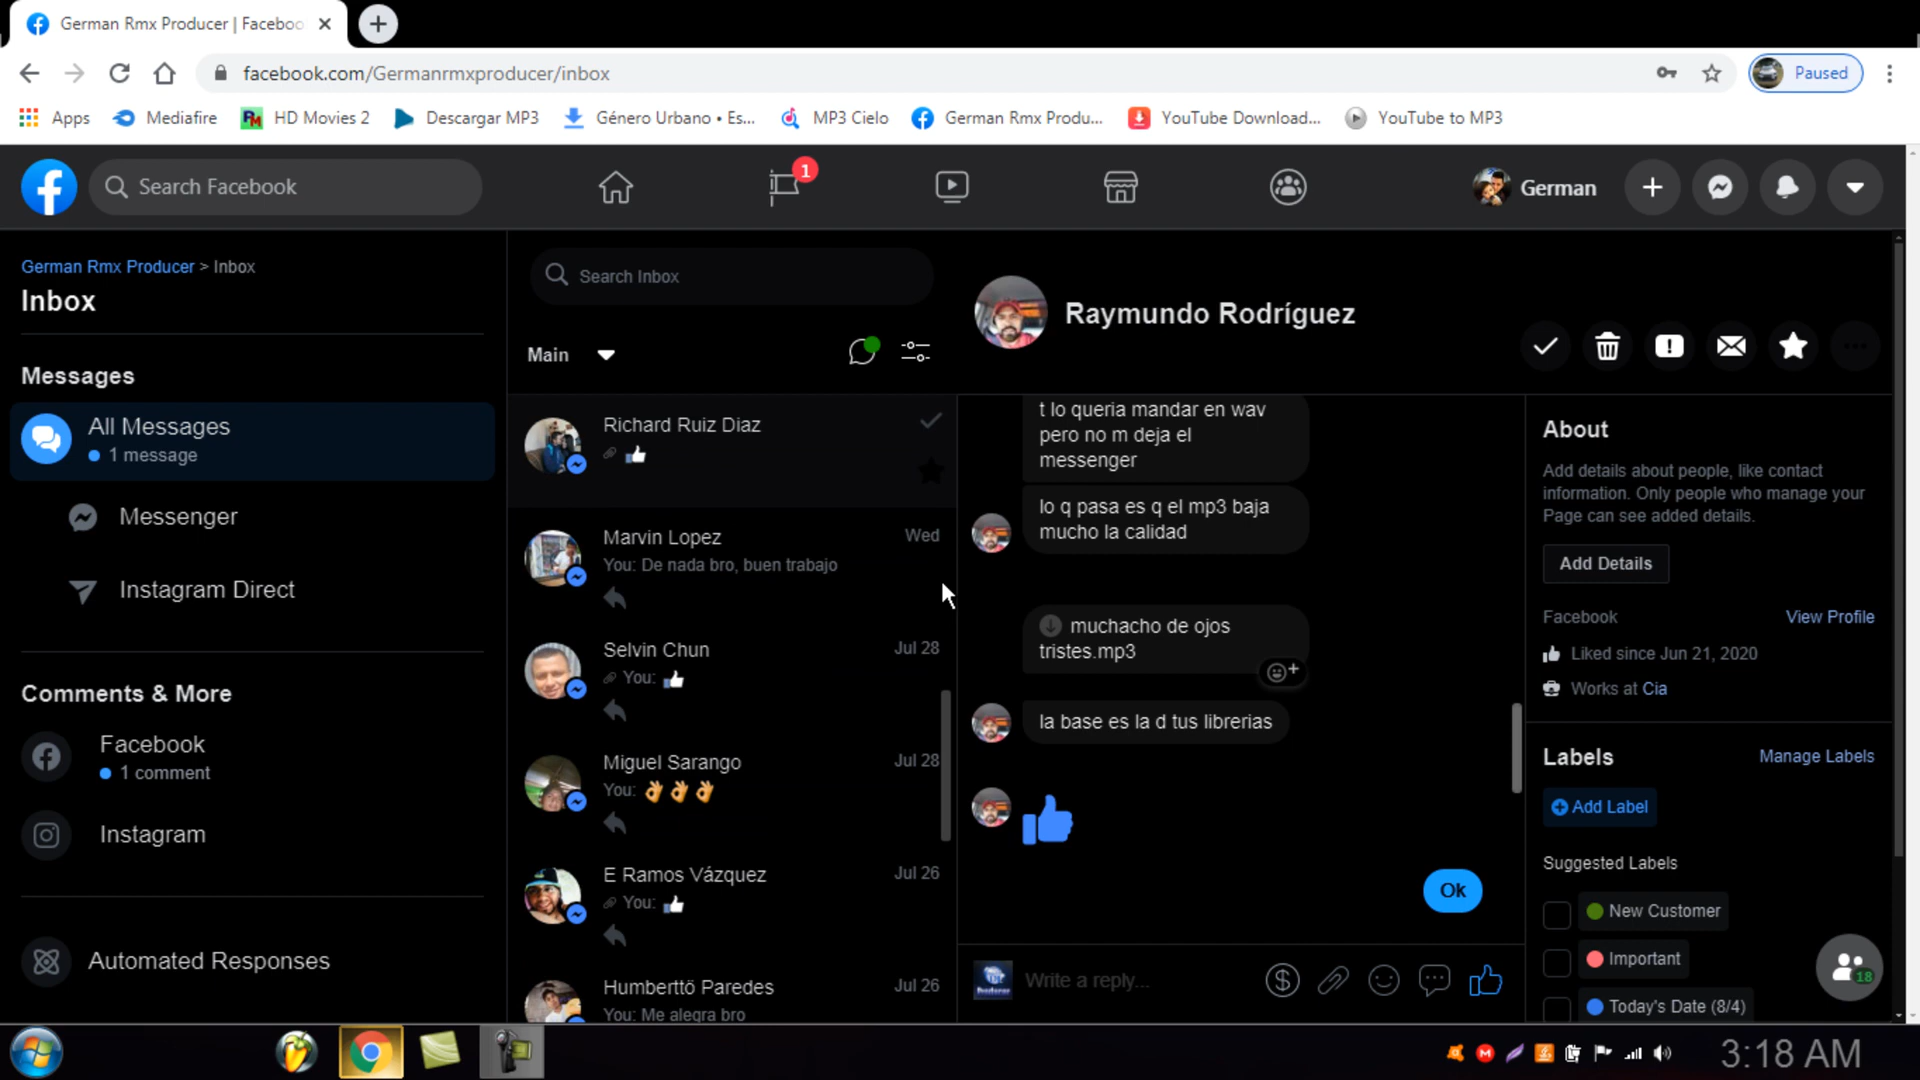 German Rmx Producer | Faceboo
facebook.com/Germanrmxproducer/inbox
Paused
Apps
Mediafire
HD Movies 2
Descargar MP3
Género Urbano • Es...
MP3 Cielo
German Rmx Produ...
YouTube Download...
YouTube to MP3
Search Facebook
1
German
German Rmx Producer > Inbox
Inbox
Messages
All Messages
1 message
Messenger
Instagram Direct
Comments & More
Facebook
1 comment
Instagram
Automated Responses
Search Inbox
Main
Richard Ruiz Diaz
Marvin Lopez
Wed
You: De nada bro, buen trabajo
Selvin Chun
Jul 28
You: 👍
Miguel Sarango
Jul 28
You: 👌👌👌
E Ramos Vázquez
Jul 26
You: 👍
Humberttö Paredes
Jul 26
You: Me alegra bro
Raymundo Rodríguez
t lo queria mandar en wav
pero no m deja el
messenger
lo q pasa es q el mp3 baja
mucho la calidad
muchacho de ojos
tristes.mp3
la base es la d tus librerias
Ok
Write a reply...
About
Add details about people, like contact
information. Only people who manage your
Page can see added details.
Add Details
Facebook
View Profile
Liked since Jun 21, 2020
Works at Cia
Labels
Manage Labels
Add Label
Suggested Labels
New Customer
Important
Today's Date (8/4)
18
3:18 AM